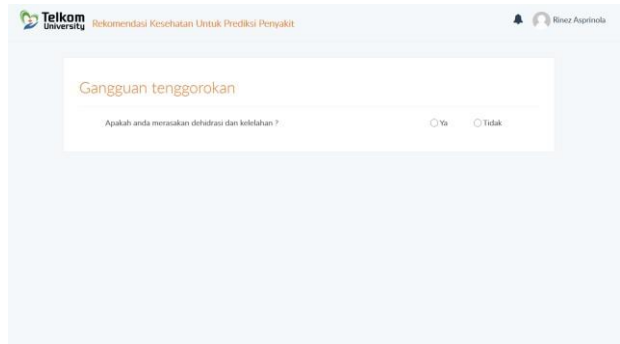 Telkom
University
Rekomendasi Kesehatan Untuk Prediksi Penyakit
Rinez Asprinola
Gangguan tenggorokan
Apakah anda merasakan dehidrasi dan kelelahan ?
Ya
Tidak